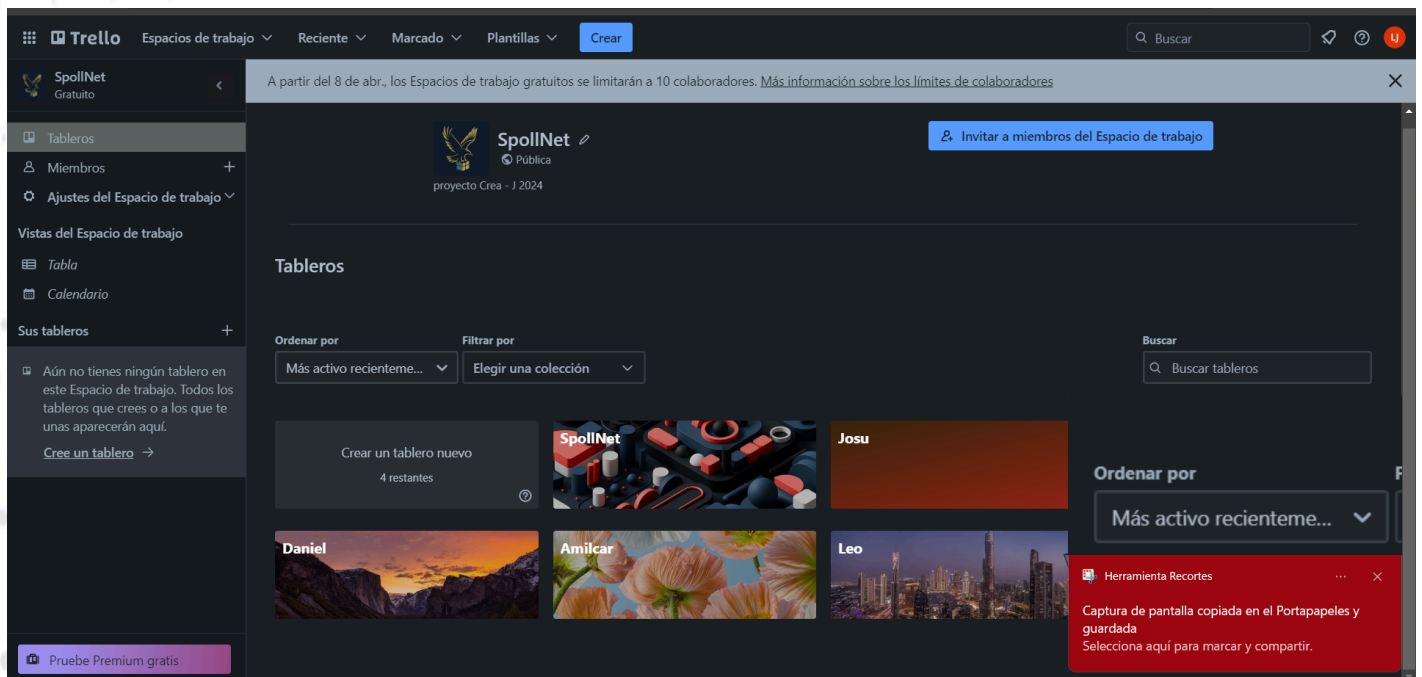 Trello
Espacios de trabajo
Reciente
Marcado
Plantillas
Crear
Buscar
LJ
SpollNet
Gratuito
A partir del 8 de abr., los Espacios de trabajo gratuitos se limitarán a 10 colaboradores. Más información sobre los límites de colaboradores
Tableros
Miembros
Ajustes del Espacio de trabajo
Vistas del Espacio de trabajo
Tabla
Calendario
Sus tableros
Aún no tienes ningún tablero en
este Espacio de trabajo. Todos los
tableros que crees o a los que te
unas aparecerán aquí.
Cree un tablero
Pruebe Premium gratis
SpollNet
Pública
proyecto Crea - J 2024
Invitar a miembros del Espacio de trabajo
Tableros
Ordenar por
Más activo recienteme...
Filtrar por
Elegir una colección
Buscar
Buscar tableros
Crear un tablero nuevo
4 restantes
SpollNet
Josu
Daniel
Amilcar
Leo
Ordenar por
F
Más activo recienteme...
Herramienta Recortes
Captura de pantalla copiada en el Portapapeles y
guardada
Selecciona aquí para marcar y compartir.